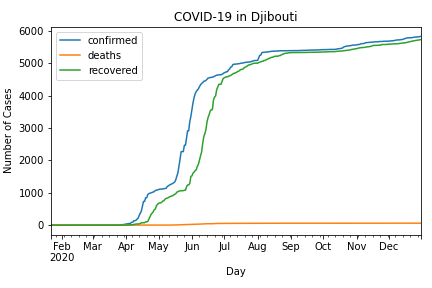 COVID-19 in Djibouti
confirmed
deaths
recovered
Number of Cases
6000
5000
4000
3000
2000
1000
0
Feb Mar Apr May Jun Jul Aug Sep Oct Nov Dec
2020
Day